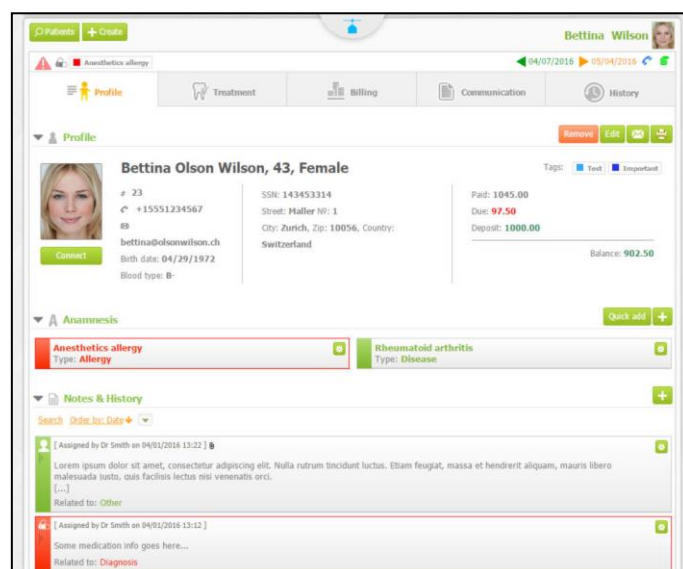 Patients + Create
Bettina Wilson
Anesthetics allergy
04/07/2016 05/04/2016
Profile Treatment Billing Communication History
Profile
Remove Edit
Bettina Olson Wilson, 43, Female
Tags: Test Important
# 23
+15551234567
bettina@olsonwilson.ch
Birth date: 04/29/1972
Blood type: B-
Connect
SSN: 143453314
Street: Maller Nº: 1
City: Zurich, Zip: 10056, Country:
Switzerland
Paid: 1045.00
Due: 97.50
Deposit: 1000.00
Balance: 902.50
Anamnesis
Quick add +
Anesthetics allergy
Type: Allergy
Rheumatoid arthritis
Type: Disease
Notes & History
+
Search Order by: Date
[ Assigned by Dr Smith on 04/01/2016 13:22 ]
Lorem ipsum dolor sit amet, consectetur adipiscing elit. Nulla rutrum tincidunt luctus. Etiam feugiat, massa et hendrerit aliquam, mauris libero
malesuada justo, quis facilisis lectus nisi venenatis orci.
[...]
Related to: Other
[ Assigned by Dr Smith on 04/01/2016 13:12 ]
Some medication info goes here...
Related to: Diagnosis